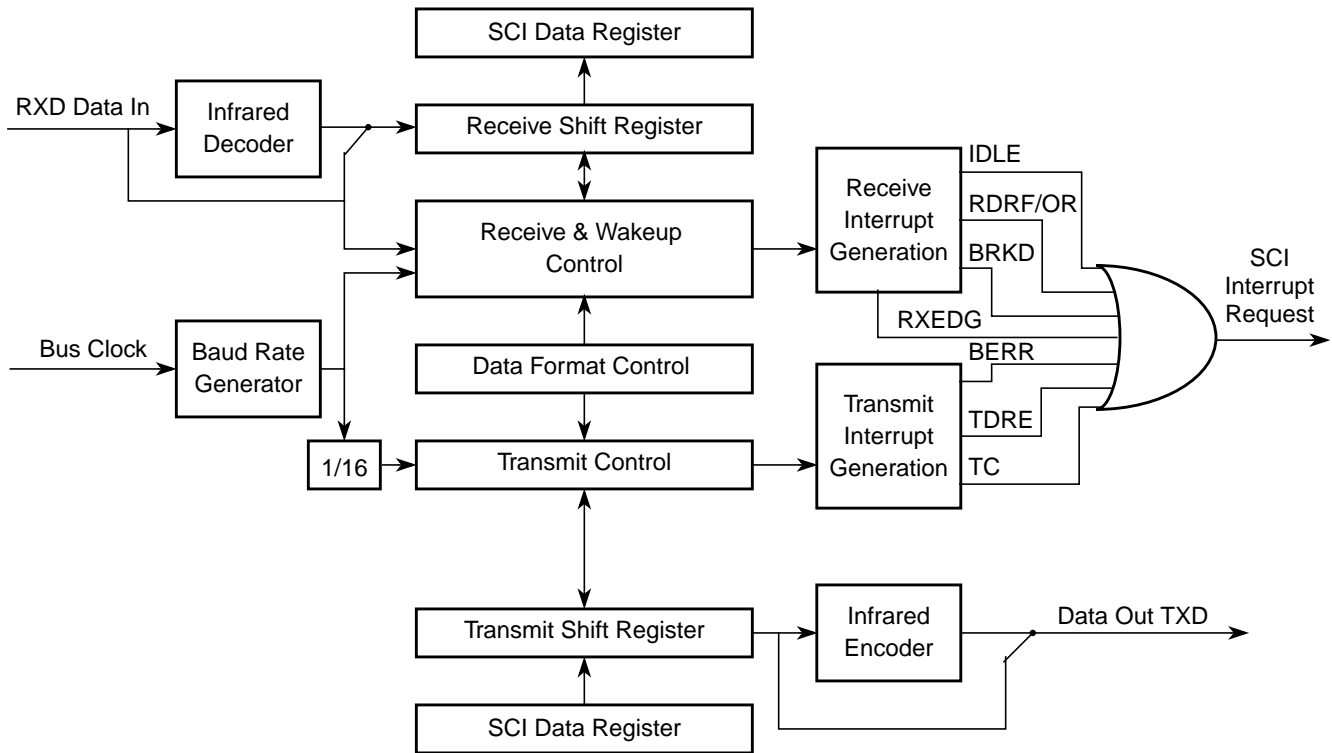 SCI Data Register
RXD Data In
Infrared
Decoder
Receive Shift Register
IDLE
Receive
Interrupt
Generation
RDRF/OR
BRKD
Receive & Wakeup
Control
SCI
Interrupt
Request
RXEDG
Bus Clock
Baud Rate
Generator
Data Format Control
BERR
Transmit
Interrupt
Generation
TDRE
TC
1/16
Transmit Control
Transmit Shift Register
Infrared
Encoder
Data Out TXD
SCI Data Register